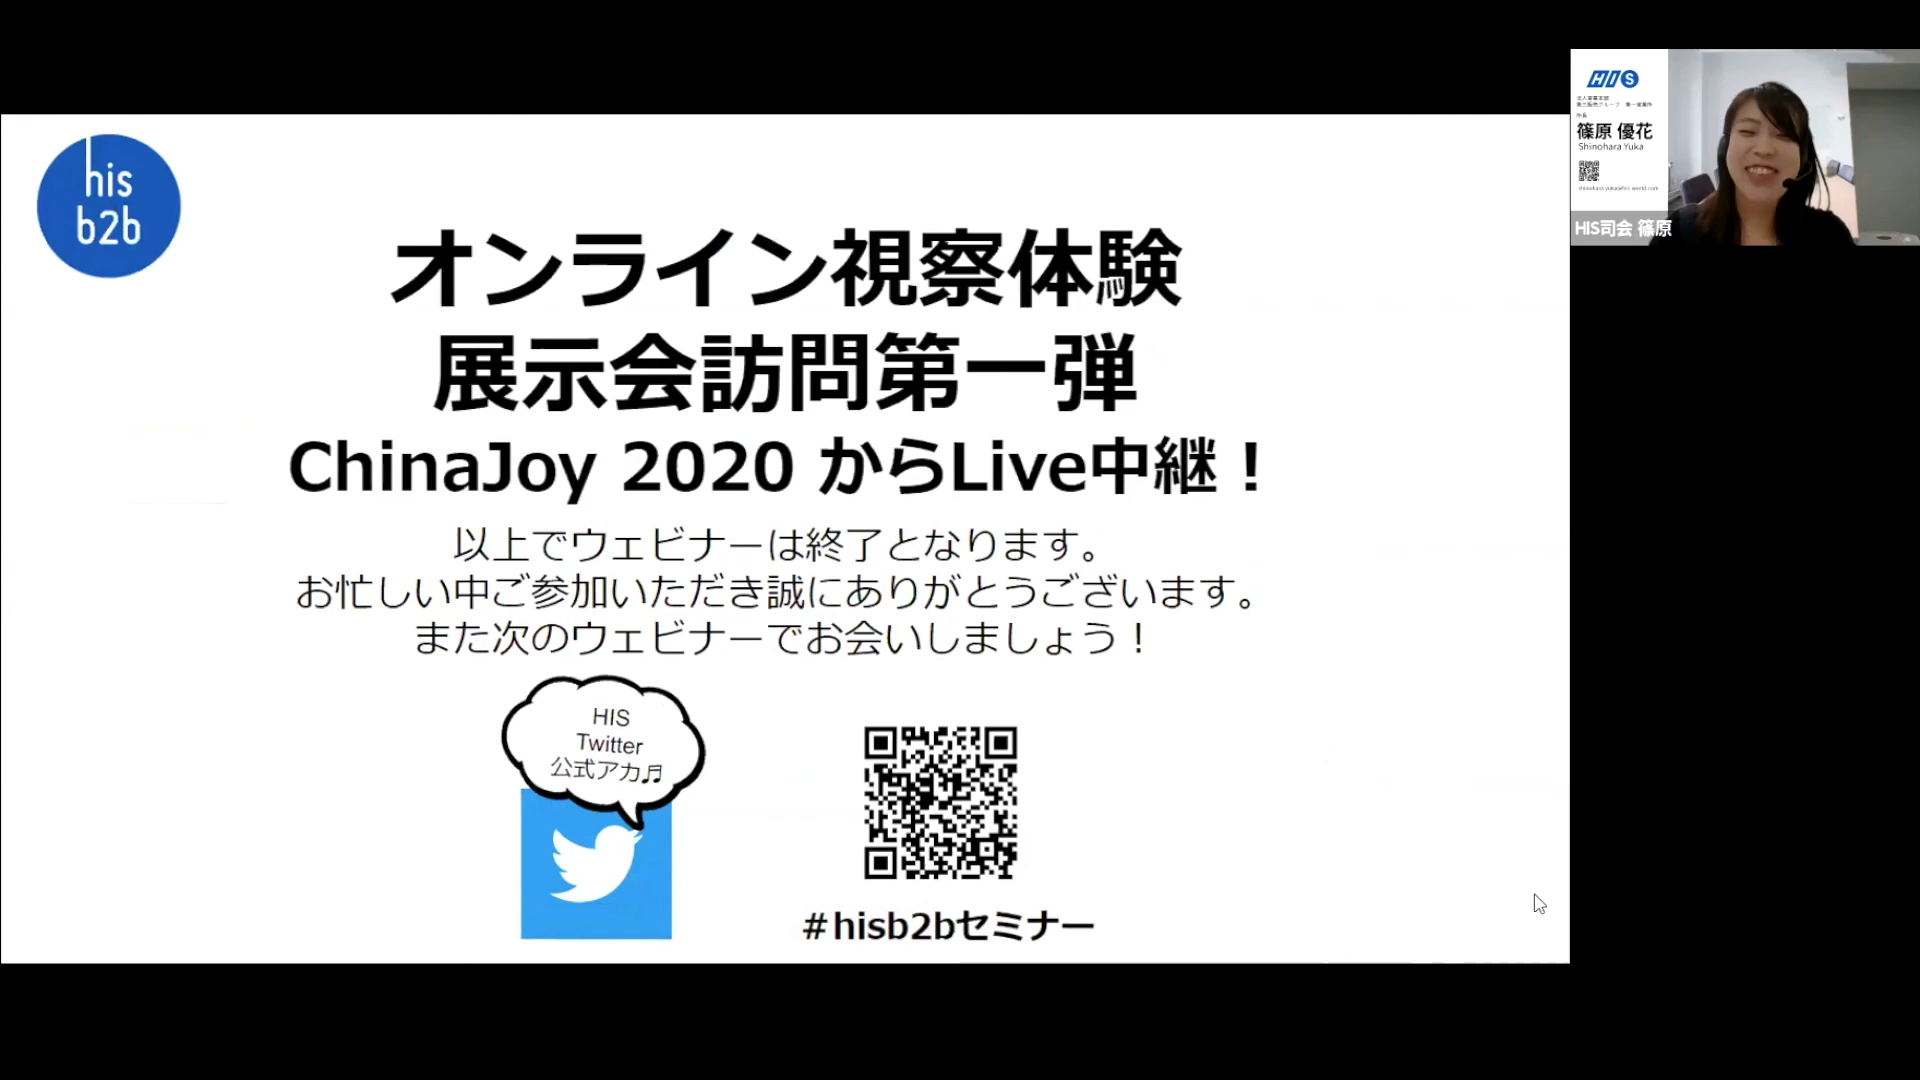 his
b2b
オンライン視察体験
展示会訪問第一弾
ChinaJoy 2020 からLive中継！
以上でウェビナーは終了となります。
お忙しい中ご参加いただき誠にありがとうございます。
また次のウェビナーでお会いしましょう！
HIS
Twitter
公式アカ♬
#hisb2bセミナー
HIS
所長
篠原 優花
Shinohara Yuka
HIS司会 篠原